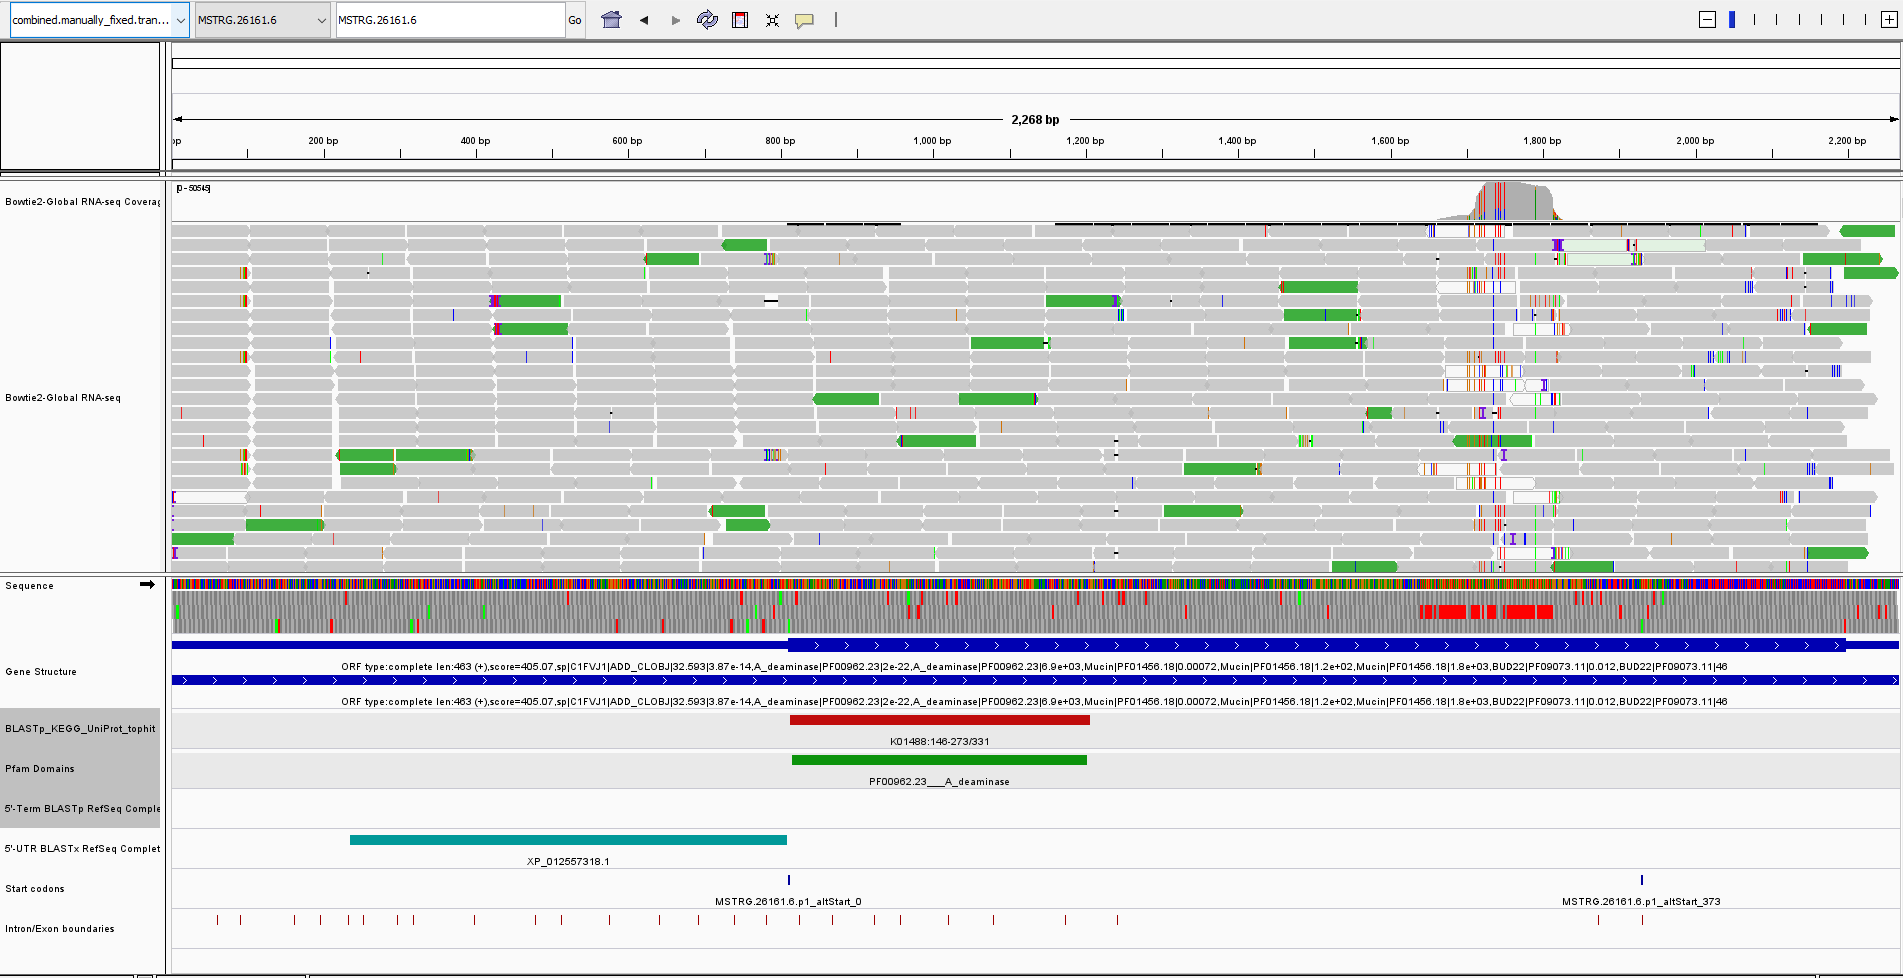 combined.manually_fixed.tran... MSTRG.26161.6 MSTRG.26161.6 Go
2,268 bp
bp 200 bp 400 bp 600 bp 800 bp 1,000 bp 1,200 bp 1,400 bp 1,600 bp 1,800 bp 2,000 bp 2,200 bp
[0 - 50545]
Bowtie2-Global RNA-seq Coverag
Bowtie2-Global RNA-seq
Sequence
Gene Structure
ORF type:complete len:463 (+),score=405.07,sp|C1FVJ1|ADD_CLOBJ|32.593|3.87e-14,A_deaminase|PF00962.23|2e-22,A_deaminase|PF00962.23|6.9e+03,Mucin|PF01456.18|0.00072,Mucin|PF01456.18|1.2e+02,Mucin|PF01456.18|1.8e+03,BUD22|PF09073.11|0.012,BUD22|PF09073.11|46
ORF type:complete len:463 (+),score=405.07,sp|C1FVJ1|ADD_CLOBJ|32.593|3.87e-14,A_deaminase|PF00962.23|2e-22,A_deaminase|PF00962.23|6.9e+03,Mucin|PF01456.18|0.00072,Mucin|PF01456.18|1.2e+02,Mucin|PF01456.18|1.8e+03,BUD22|PF09073.11|0.012,BUD22|PF09073.11|46
BLASTp_KEGG_UniProt_tophit
K01488:146-273/331
Pfam Domains
PF00962.23___A_deaminase
5'-Term BLASTp RefSeq Comple
5'-UTR BLASTx RefSeq Complet
XP_012557318.1
Start codons
MSTRG.26161.6.p1_altStart_0 MSTRG.26161.6.p1_altStart_373
Intron/Exon boundaries